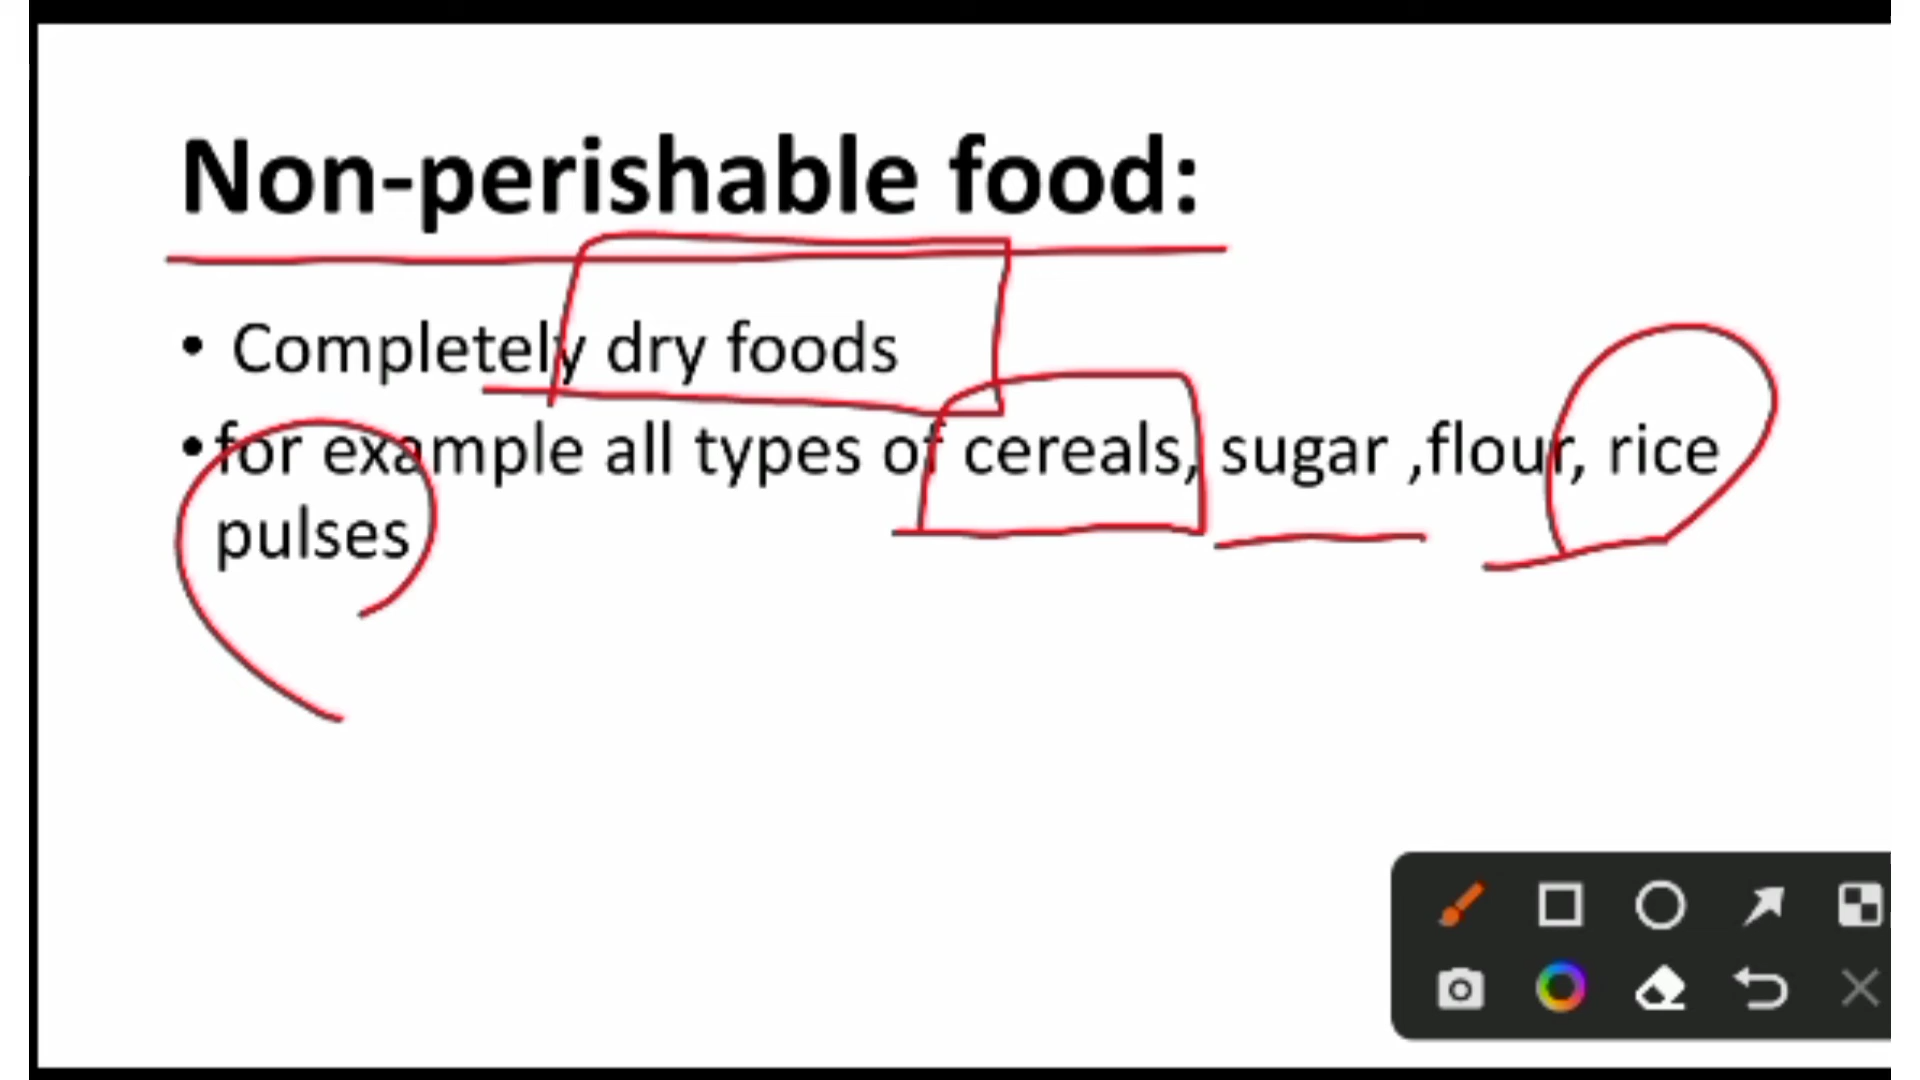 Non-perishable food:
• Completely dry foods
• for example all types of cereals, sugar ,flour, rice
pulses